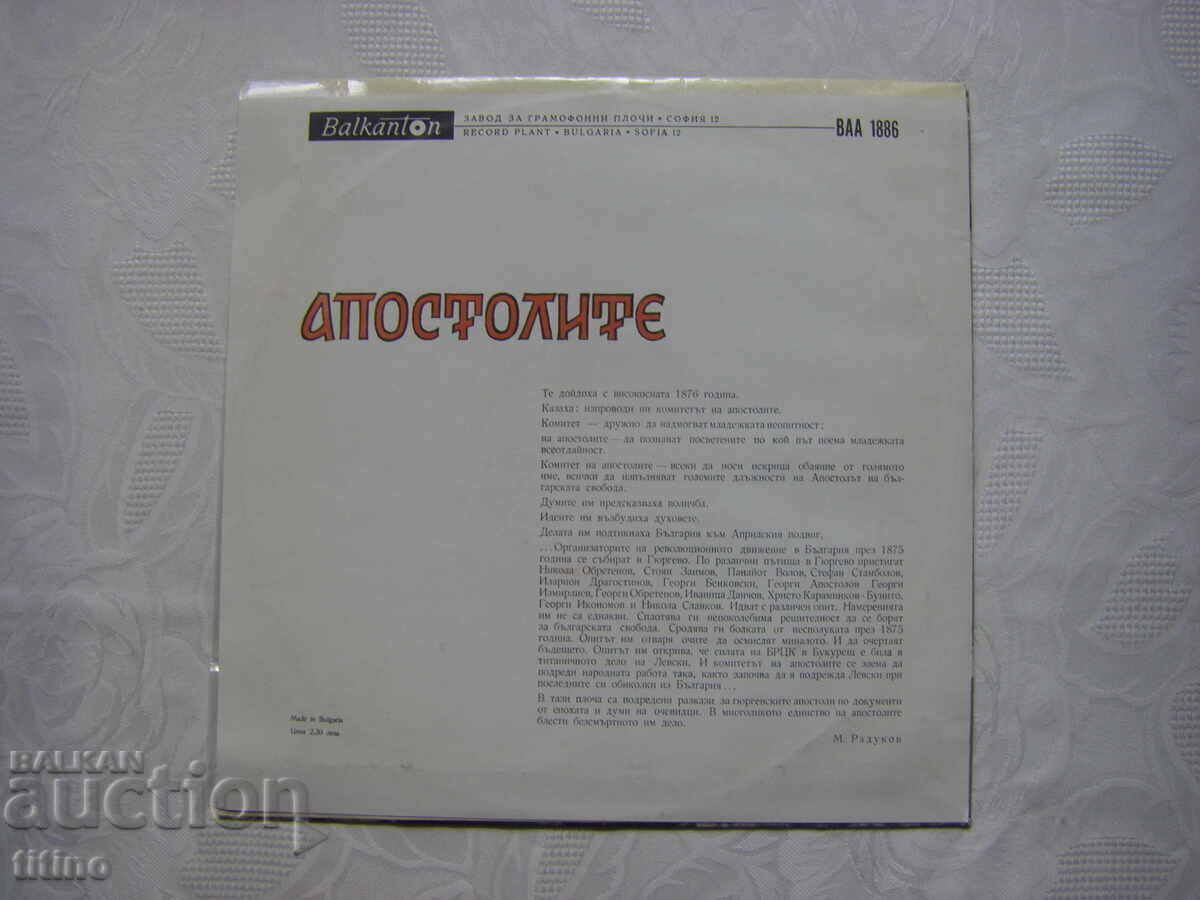 Balkanton
ЗАВОД ЗА ГРАМОФОННИ ПЛОЧИ • СОФИЯ 12
RECORD PLANT • BULGARIA • SOFIA 12
ВАА 1886
АПОСТОЛИТЕ
Те дойдоха с високосната 1876 година.
Казаха: изпроводи ни комитетът на апостолите.
Комитет — дружно да надмогват младежката неопитност;
на апостолите — да познават посветените по кой път поема младежката
всеотдайност.
Комитет на апостолите — всеки да носи искрица обаяние от голямото
име, всички да изпълняват големите длъжности на Апостолът на бъл-
гарската свобода.
Думите им предсказваха поличба.
Идеите им възбудиха духовете.
Делата им подтикнаха България към Априлския подвиг.
...Организаторите на революционното движение в България през 1875
година се събират в Гюргево. По различни пътища в Гюргево пристигат
Никола Обретенов, Стоян Заимов, Панайот Волов, Стефан Стамболов,
Иларион Драгостинов, Георги Бенковски, Георги Апостолов Георги
Измирлиев, Георги Обретенов, Иваница Данчов, Христо Караминков-Бунито,
Георги Икономов и Никола Славков. Идват с различен опит. Намеренията
им не са еднакви. Сплотява ги непоколебима решителност да се борят
за българската свобода. Сродява ги болката от несполуката през 1875
година. Опитът им отваря очите да осмислят миналото. И да очертаят
бъдещето. Опитът им открива, че силата на БРЦК в Букурещ е била в
титаничното дело на Левски. И комитетът на апостолите се заема да
подреди народната работа така, както започва да я подрежда Левски при
последните си обиколки из България...
В тази плоча са подредени разкази за гюргевските апостоли по документи
от епохата и думи на очевидци. В многоликото единство на апостолите
блести безсмъртното им дело.
М. Радуков
Made in Bulgaria
Цена 2,30 лева
BALKAN
auction
titino